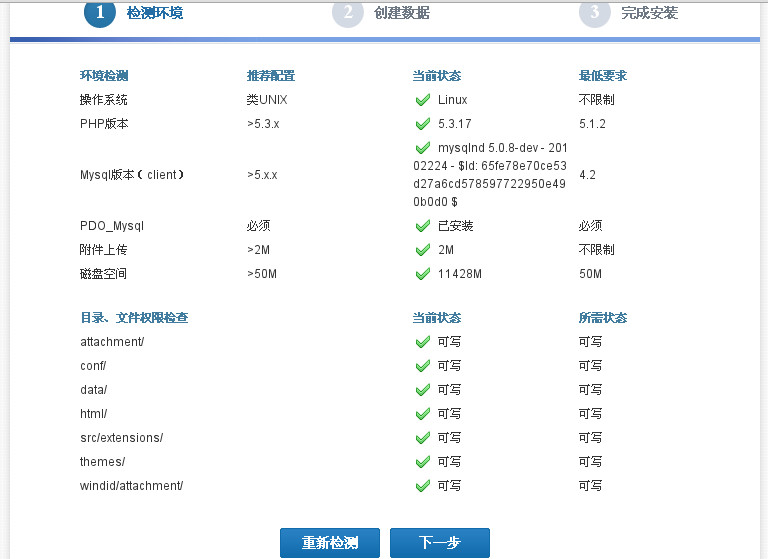 1 检测环境 2 创建数据 3 完成安装
环境检测 推荐配置 当前状态 最低要求
操作系统 类UNIX Linux 不限制
PHP版本 >5.3.x 5.3.17 5.1.2
Mysql版本（client） >5.x.x mysqlnd 5.0.8-dev - 201
02224 - $Id: 65fe78e70ce53
d27a6cd578597722950e49
0b0d0 $ 4.2
PDO_Mysql 必须 已安装 必须
附件上传 >2M 2M 不限制
磁盘空间 >50M 11428M 50M
目录、文件权限检查 当前状态 所需状态
attachment/ 可写 可写
conf/ 可写 可写
data/ 可写 可写
html/ 可写 可写
src/extensions/ 可写 可写
themes/ 可写 可写
windid/attachment/ 可写 可写
重新检测 下一步